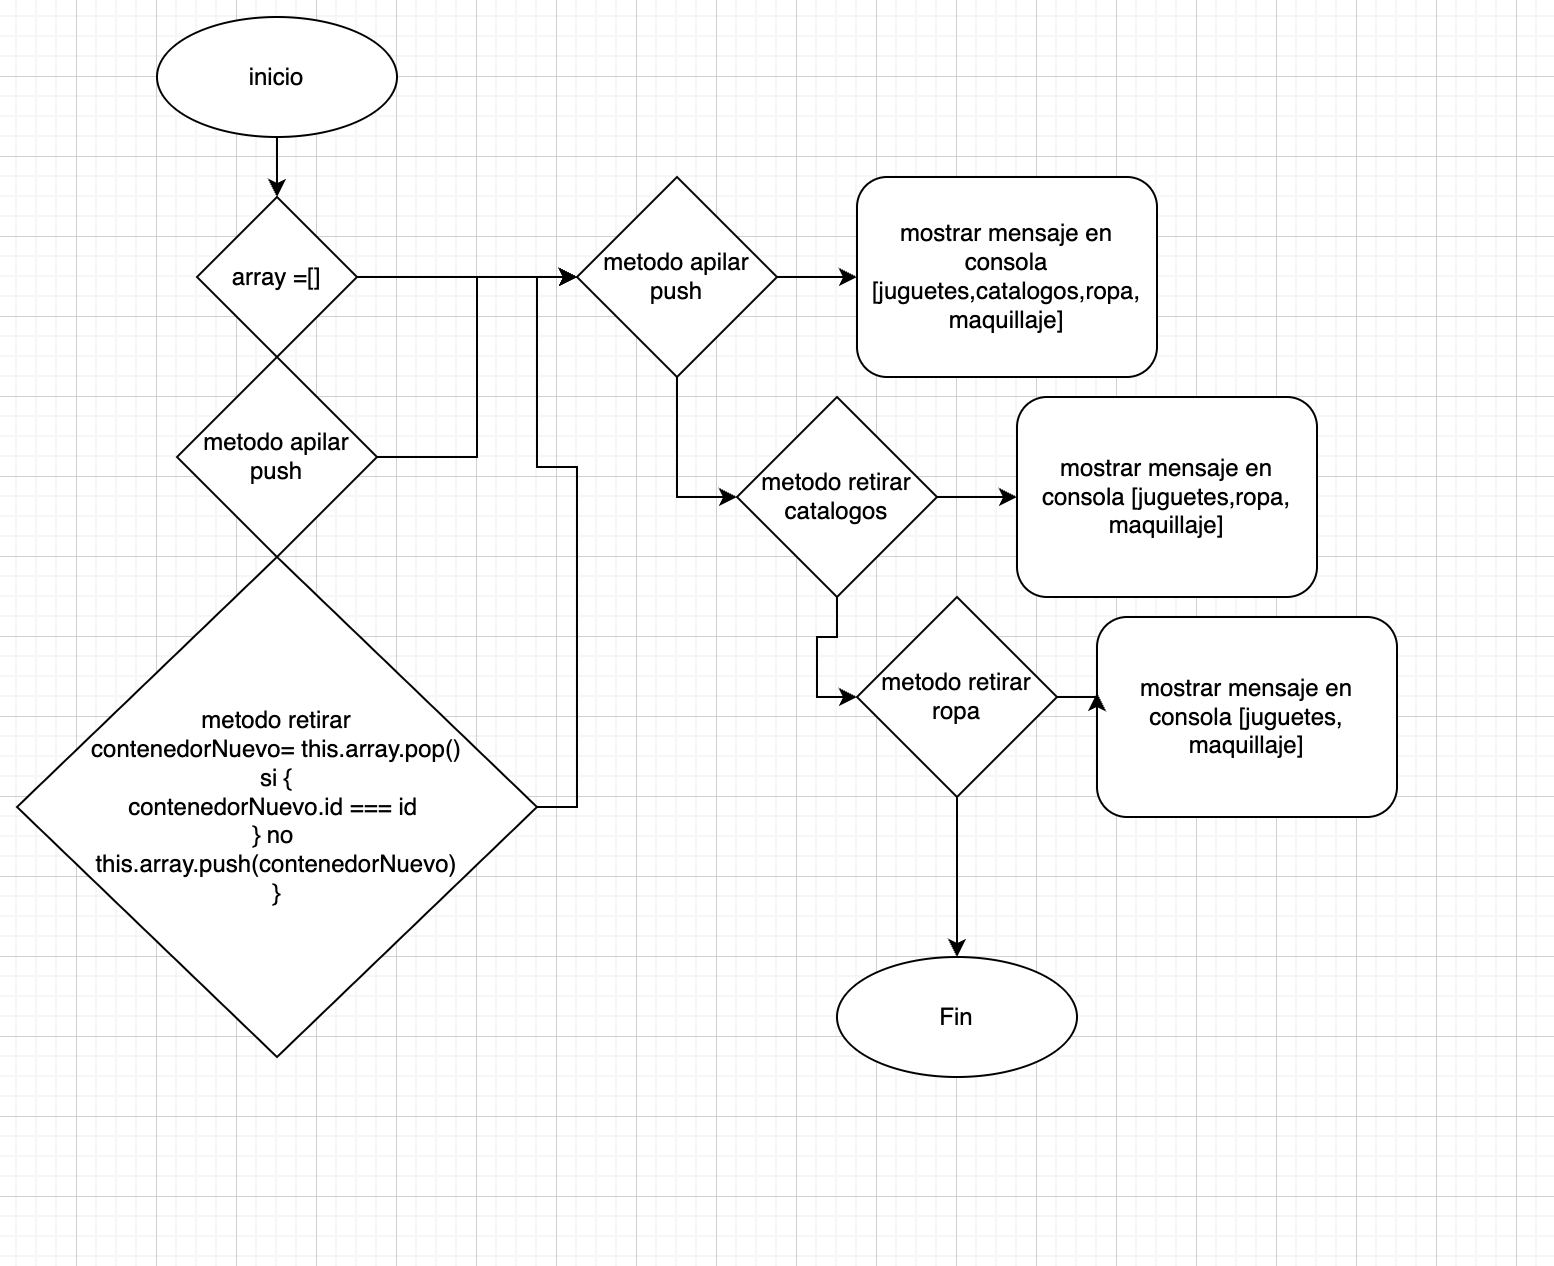 inicio
array =[]
metodo apilar
push
metodo retirar
contenedorNuevo= this.array.pop()
si {
contenedorNuevo.id === id
} no
this.array.push(contenedorNuevo)
}
metodo apilar
push
mostrar mensaje en
consola
[juguetes,catalogos,ropa,
maquillaje]
metodo retirar
catalogos
mostrar mensaje en
consola [juguetes,ropa,
maquillaje]
metodo retirar
ropa
mostrar mensaje en
consola [juguetes,
maquillaje]
Fin